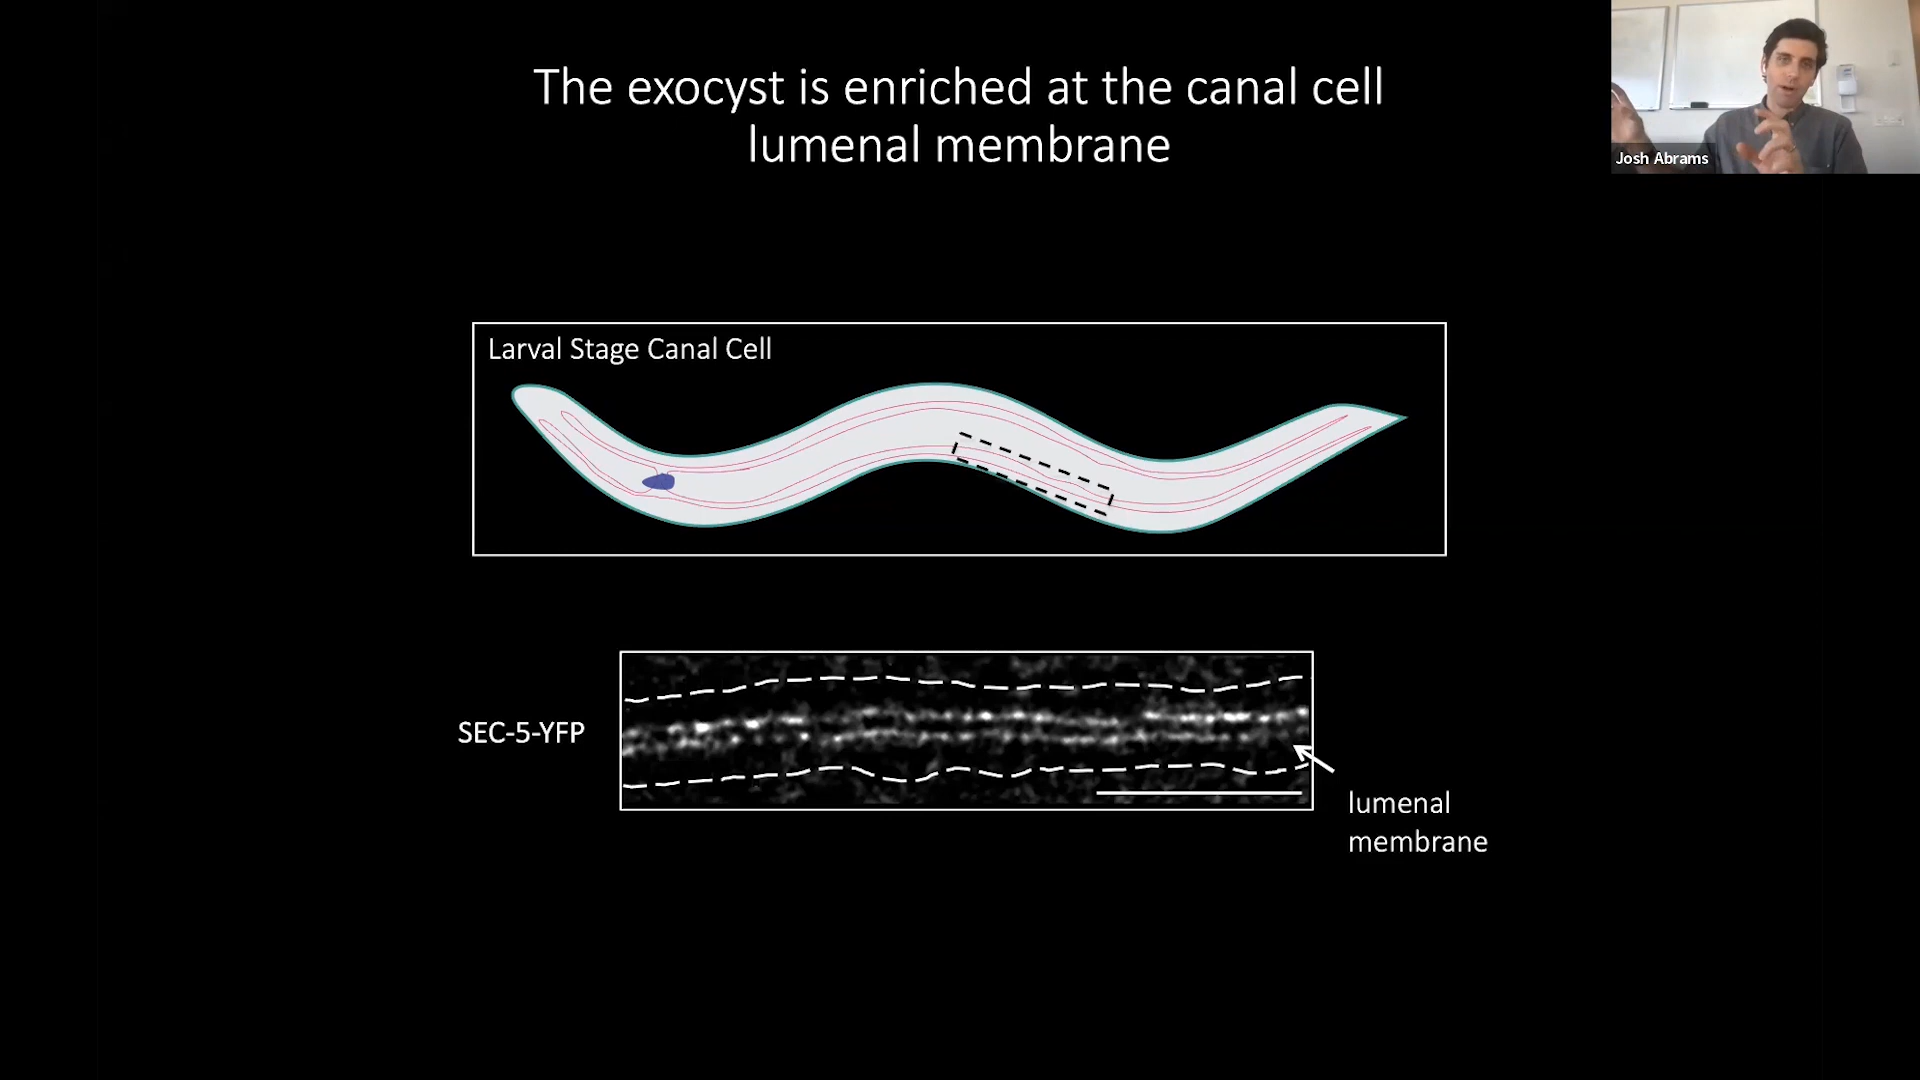 The exocyst is enriched at the canal cell
lumenal membrane
Josh Abrams
Larval Stage Canal Cell
SEC-5-YFP
lumenal
membrane